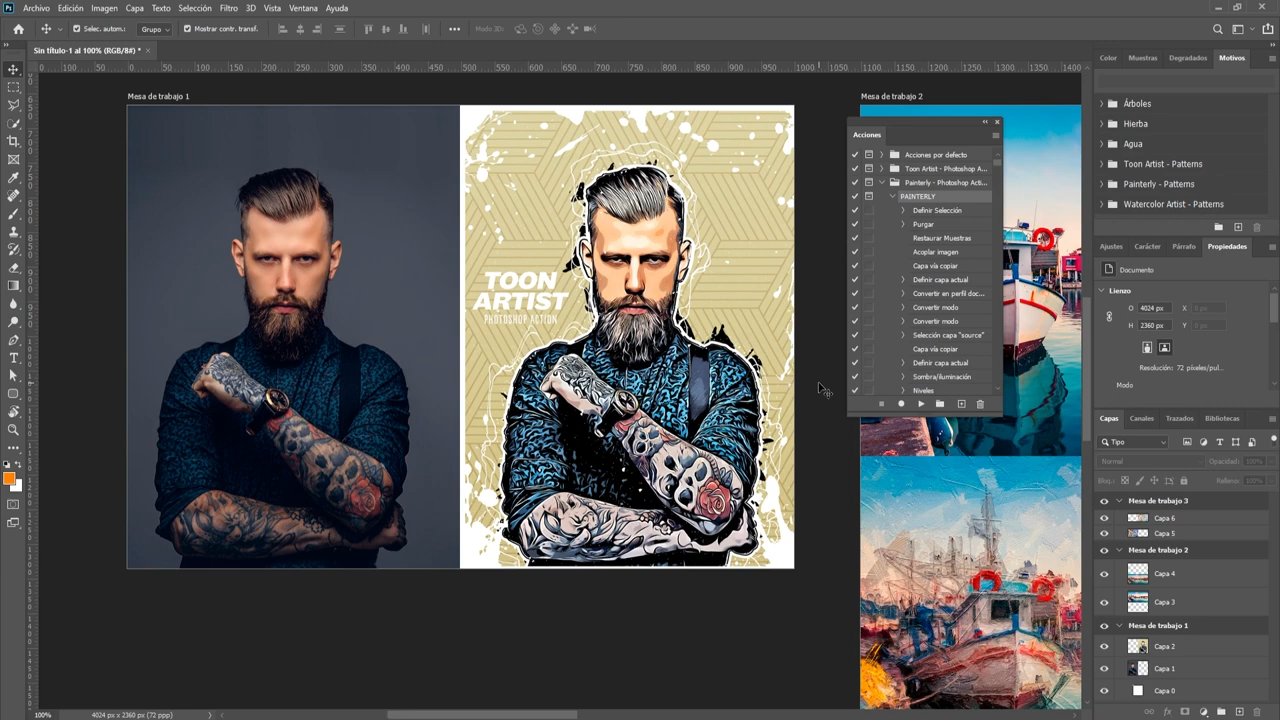 Archivo Edición Imagen Capa Texto Selección Filtro 3D Vista Ventana Ayuda
Selec. autom.: Grupo Mostrar contr. transf. Modo 3D:
Sin título-1 al 100% (RGB/8#) *
Mesa de trabajo 1
Mesa de trabajo 2
TOON
ARTIST
PHOTOSHOP ACTION
Acciones
Acciones por defecto
Toon Artist - Photoshop A...
Painterly - Photoshop Acti...
PAINTERLY
Definir Selección
Purgar
Restaurar Muestras
Acoplar imagen
Capa vía copiar
Definir capa actual
Convertir en perfil doc...
Convertir modo
Convertir modo
Selección capa "source"
Capa vía copiar
Definir capa actual
Sombra/iluminación
Niveles
Color Muestras Degradados Motivos
Árboles
Hierba
Agua
Toon Artist - Patterns
Painterly - Patterns
Watercolor Artist - Patterns
Ajustes Carácter Párrafo Propiedades
Documento
Lienzo
O 4024 px X 0 px
H 2360 px Y 0 px
Resolución: 72 píxeles/pul...
Modo
Capas Canales Trazados Bibliotecas
Tipo
Normal Opacidad: 100%
Bloq.: Relleno: 100%
Mesa de trabajo 3
Capa 6
Capa 5
Mesa de trabajo 2
Capa 4
Capa 3
Mesa de trabajo 1
Capa 2
Capa 1
Capa 0
100% 4024 px x 2360 px (72 ppp)